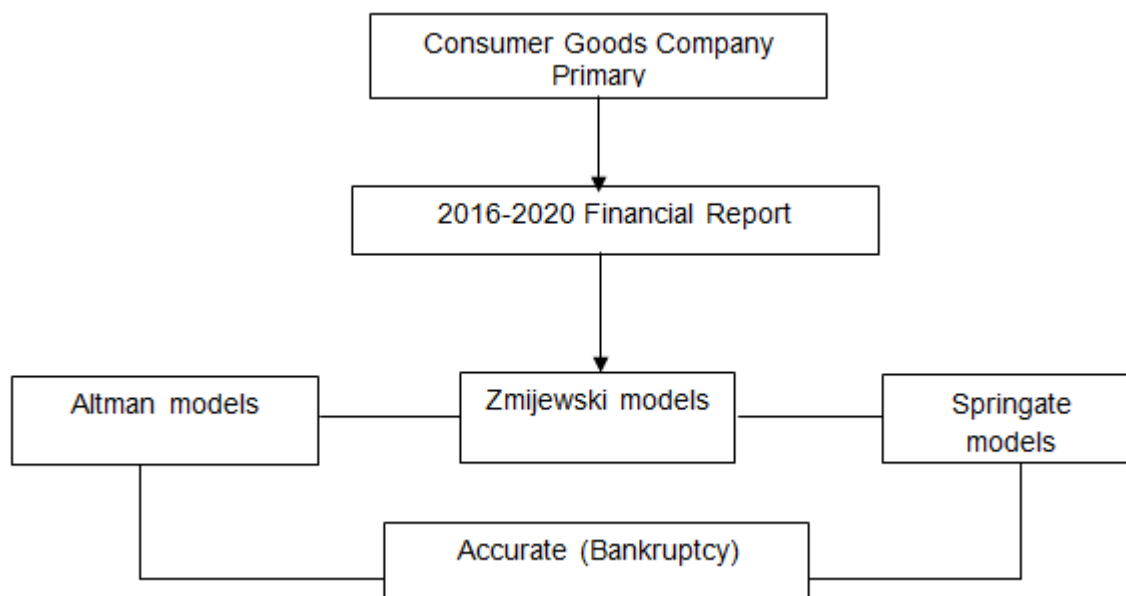 Consumer Goods Company
Primary
2016-2020 Financial Report
Altman models
Zmijewski models
Springate
models
Accurate (Bankruptcy)